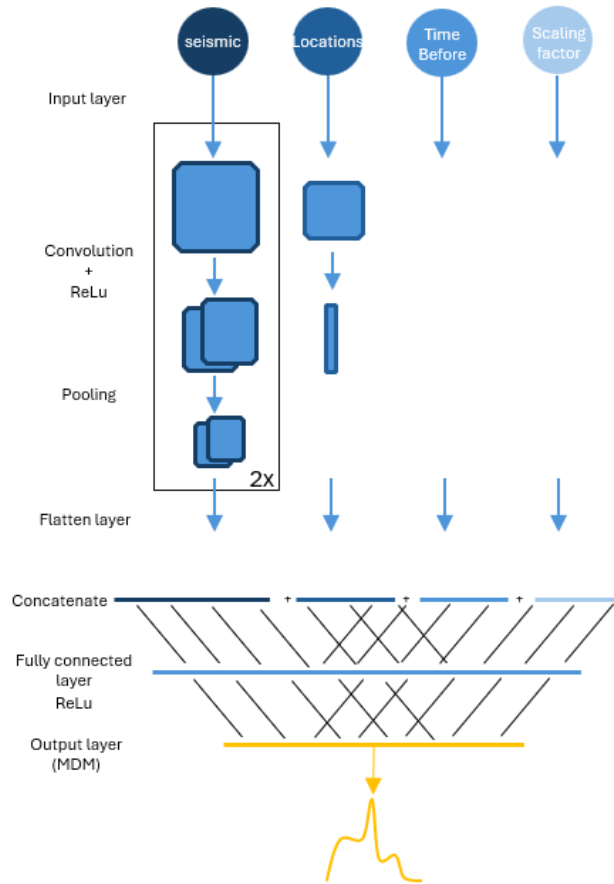 seismic
Locations
Time
Before
Scaling
factor
Input layer
Convolution
+
ReLu
Pooling
2x
Flatten layer
Concatenate + + +
Fully connected
layer
ReLu
Output layer
(MDM)